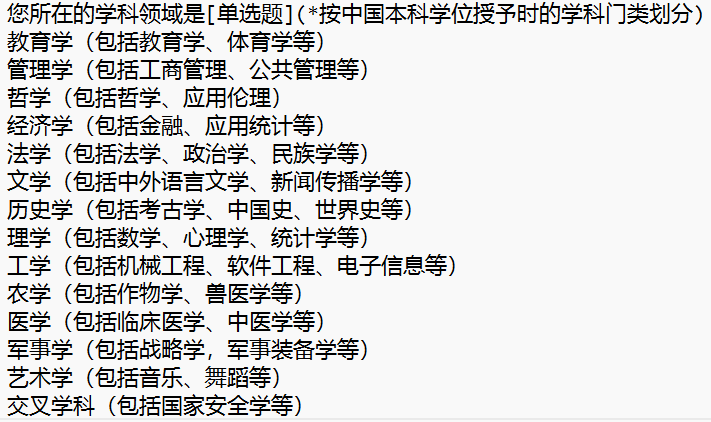 您所在的学科领域是[单选题](*按中国本科学位授予时的学科门类划分)
教育学（包括教育学、体育学等）
管理学（包括工商管理、公共管理等）
哲学（包括哲学、应用伦理）
经济学（包括金融、应用统计等）
法学（包括法学、政治学、民族学等）
文学（包括中外语言文学、新闻传播学等）
历史学（包括考古学、中国史、世界史等）
理学（包括数学、心理学、统计学等）
工学（包括机械工程、软件工程、电子信息等）
农学（包括作物学、兽医学等）
医学（包括临床医学、中医学等）
军事学（包括战略学，军事装备学等）
艺术学（包括音乐、舞蹈等）
交叉学科（包括国家安全学等）